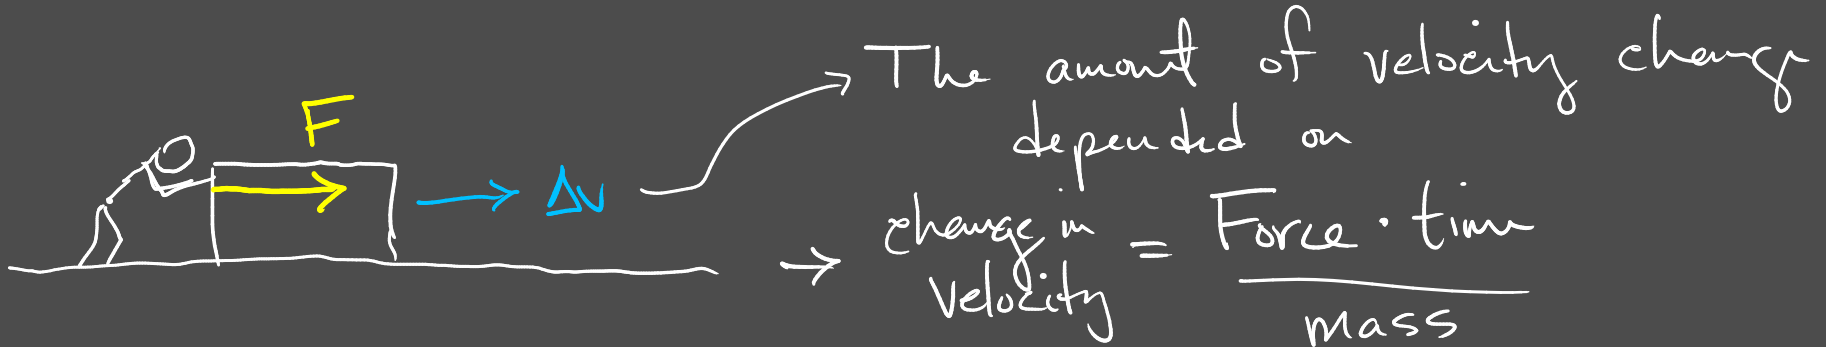 F
Δv
The amount of velocity change
depended on
change in
velocity
= Force · time
mass